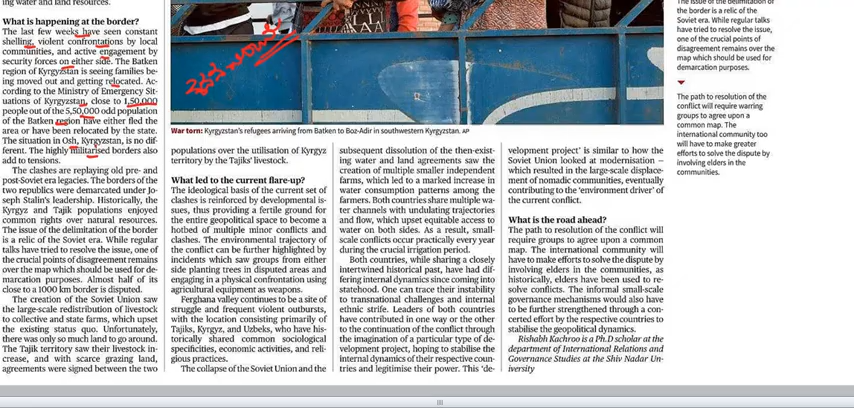 ing water and land resources.
What is happening at the border?
The last few weeks have seen constant
shelling, violent confrontations by local
communities, and active engagement by
security forces on either side. The Batken
region of Kyrgyzstan is seeing families be-
ing moved out and getting relocated. Ac-
cording to the Ministry of Emergency Sit-
uations of Kyrgyzstan, close to 1,50,000
people out of the 5,50,000 odd population
of the Batken region have either fled the
area or have been relocated by the state.
The situation in Osh, Kyrgyzstan, is no dif-
ferent. The highly militarised borders also
add to tensions.
The clashes are replaying old pre- and
post-Soviet era legacies. The borders of the
two republics were demarcated under Jo-
seph Stalin's leadership. Historically, the
Kyrgyz and Tajik populations enjoyed
common rights over natural resources.
The issue of the delimitation of the border
is a relic of the Soviet era. While regular
talks have tried to resolve the issue, one of
the crucial points of disagreement remains
over the map which should be used for de-
marcation purposes. Almost half of its
close to a 1000 km border is disputed.
The creation of the Soviet Union saw
the large-scale redistribution of livestock
to collective and state farms, which upset
the existing status quo. Unfortunately,
there was only so much land to go around.
The Tajik territory saw their livestock in-
crease, and with scarce grazing land,
agreements were signed between the two
War torn: Kyrgyzstan's refugees arriving from Batken to Boz-Adir in southwestern Kyrgyzstan. AP
populations over the utilisation of Kyrgyz
territory by the Tajiks' livestock.
What led to the current flare-up?
The ideological basis of the current set of
clashes is reinforced by developmental is-
sues, thus providing a fertile ground for
the entire geopolitical space to become a
hotbed of multiple minor conflicts and
clashes. The environmental trajectory of
the conflict can be further highlighted by
incidents which saw groups from either
side planting trees in disputed areas and
engaging in a physical confrontation using
agricultural equipment as weapons.
Ferghana valley continues to be a site of
struggle and frequent violent outbursts,
with the location consisting primarily of
Tajiks, Kyrgyz, and Uzbeks, who have his-
torically shared common sociological
specificities, economic activities, and reli-
gious practices.
The collapse of the Soviet Union and the
subsequent dissolution of the then-exist-
ing water and land agreements saw the
creation of multiple smaller independent
farms, which led to a marked increase in
water consumption patterns among the
farmers. Both countries share multiple wa-
ter channels with undulating trajectories
and flow, which upset equitable access to
water on both sides. As a result, small-
scale conflicts occur practically every year
during the crucial irrigation period.
Both countries, while sharing a closely
intertwined historical past, have had dif-
fering internal dynamics since coming into
statehood. One can trace their instability
to transnational challenges and internal
ethnic strife. Leaders of both countries
have contributed in one way or the other
to the continuation of the conflict through
the imagination of a particular type of de-
velopment project, hoping to stabilise the
internal dynamics of their respective coun-
tries and legitimise their power. This 'de-
velopment project' is similar to how the
Soviet Union looked at modernisation –
which resulted in the large-scale displace-
ment of nomadic communities, eventually
contributing to the 'environment driver' of
the current conflict.
What is the road ahead?
The path to resolution of the conflict will
require groups to agree upon a common
map. The international community will
have to make efforts to solve the dispute by
involving elders in the communities, as
historically, elders have been used to re-
solve conflicts. The informal small-scale
governance mechanisms would also have
to be further strengthened through a con-
certed effort by the respective countries to
stabilise the geopolitical dynamics.
Rishabh Kachroo is a Ph.D scholar at the
department of International Relations and
Governance Studies at the Shiv Nadar Un-
iversity
The issue of the delimitation of
the border is a relic of the
Soviet era. While regular talks
have tried to resolve the issue,
one of the crucial points of
disagreement remains over the
map which should be used for
demarcation purposes.
The path to resolution of the
conflict will require warring
groups to agree upon a
common map. The
international community too
will have to make greater
efforts to solve the dispute by
involving elders in the
communities.